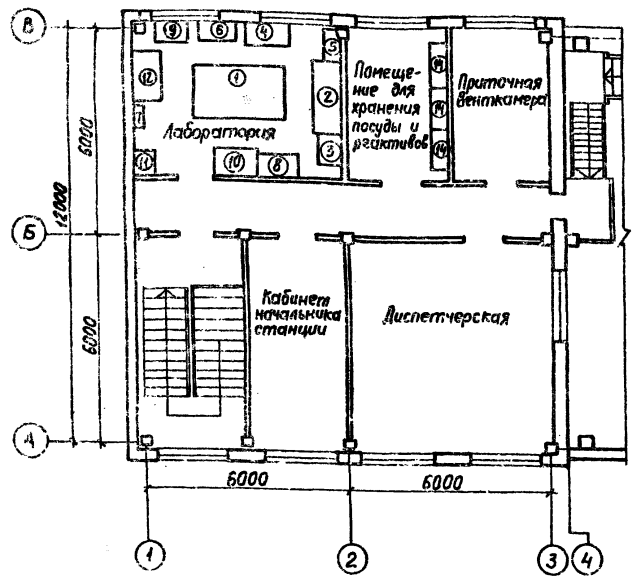 В
9
6
4
5
12
1
2
7
Лаборатория
3
11
10
8
Помеще-
ние для
хранения
посуды и
реактивов
14
14
14
Приточная
венткамера
6000
12000
Б
6000
Кабинет
начальника
станции
Диспетчерская
А
6000
6000
1
2
3
4